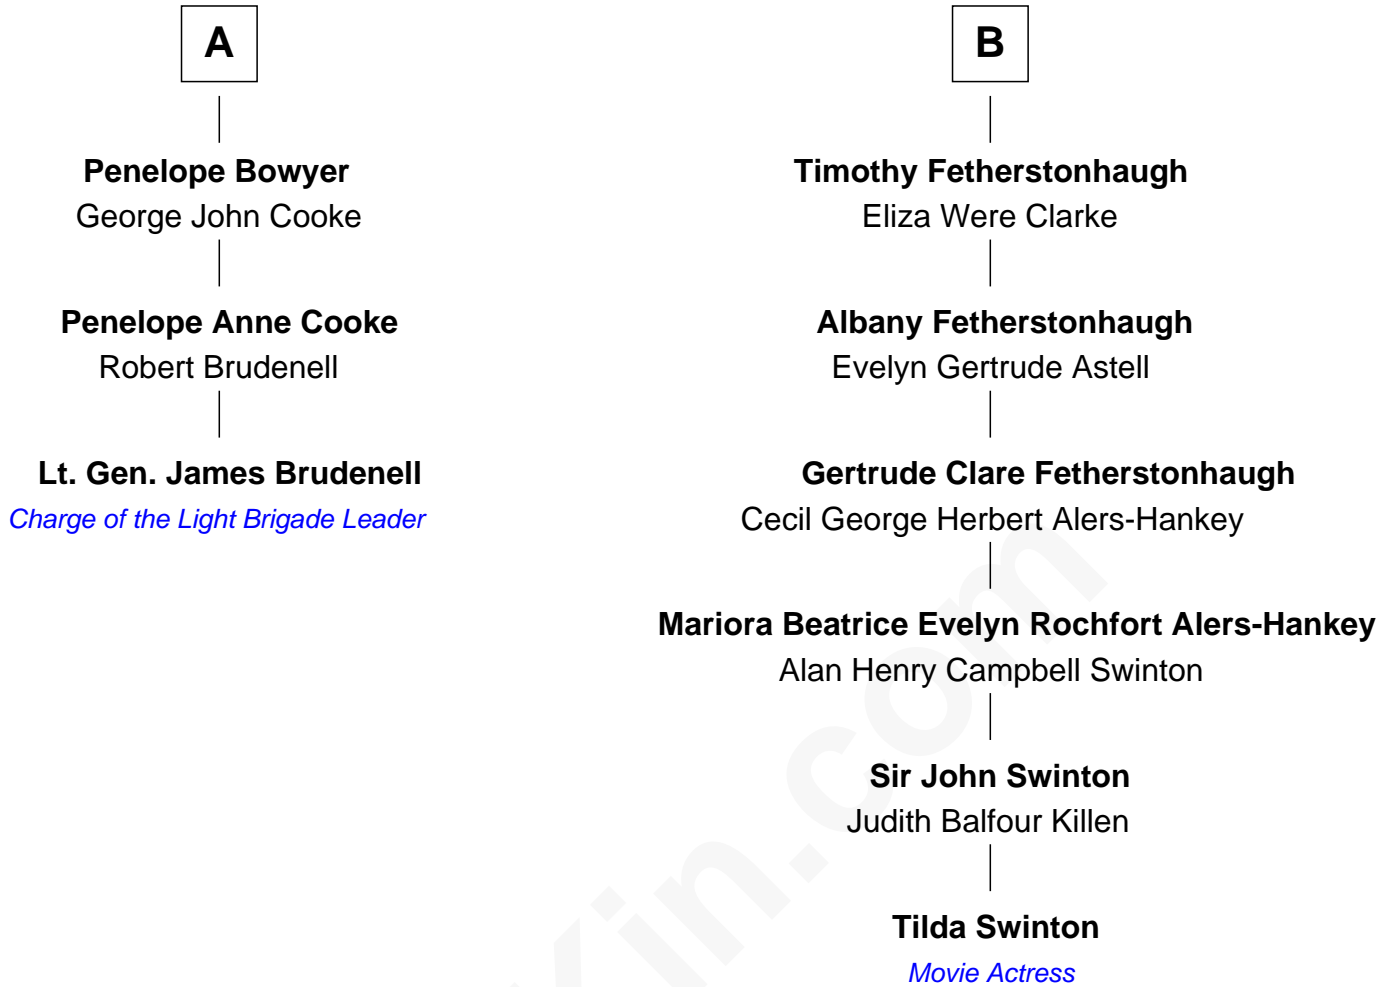 A
Penelope Bowyer
George John Cooke
Penelope Anne Cooke
Robert Brudenell
Lt. Gen. James Brudenell
Charge of the Light Brigade Leader
B
Timothy Fetherstonhaugh
Eliza Were Clarke
Albany Fetherstonhaugh
Evelyn Gertrude Astell
Gertrude Clare Fetherstonhaugh
Cecil George Herbert Alers-Hankey
Mariora Beatrice Evelyn Rochfort Alers-Hankey
Alan Henry Campbell Swinton
Sir John Swinton
Judith Balfour Killen
Tilda Swinton
Movie Actress
Kin.com